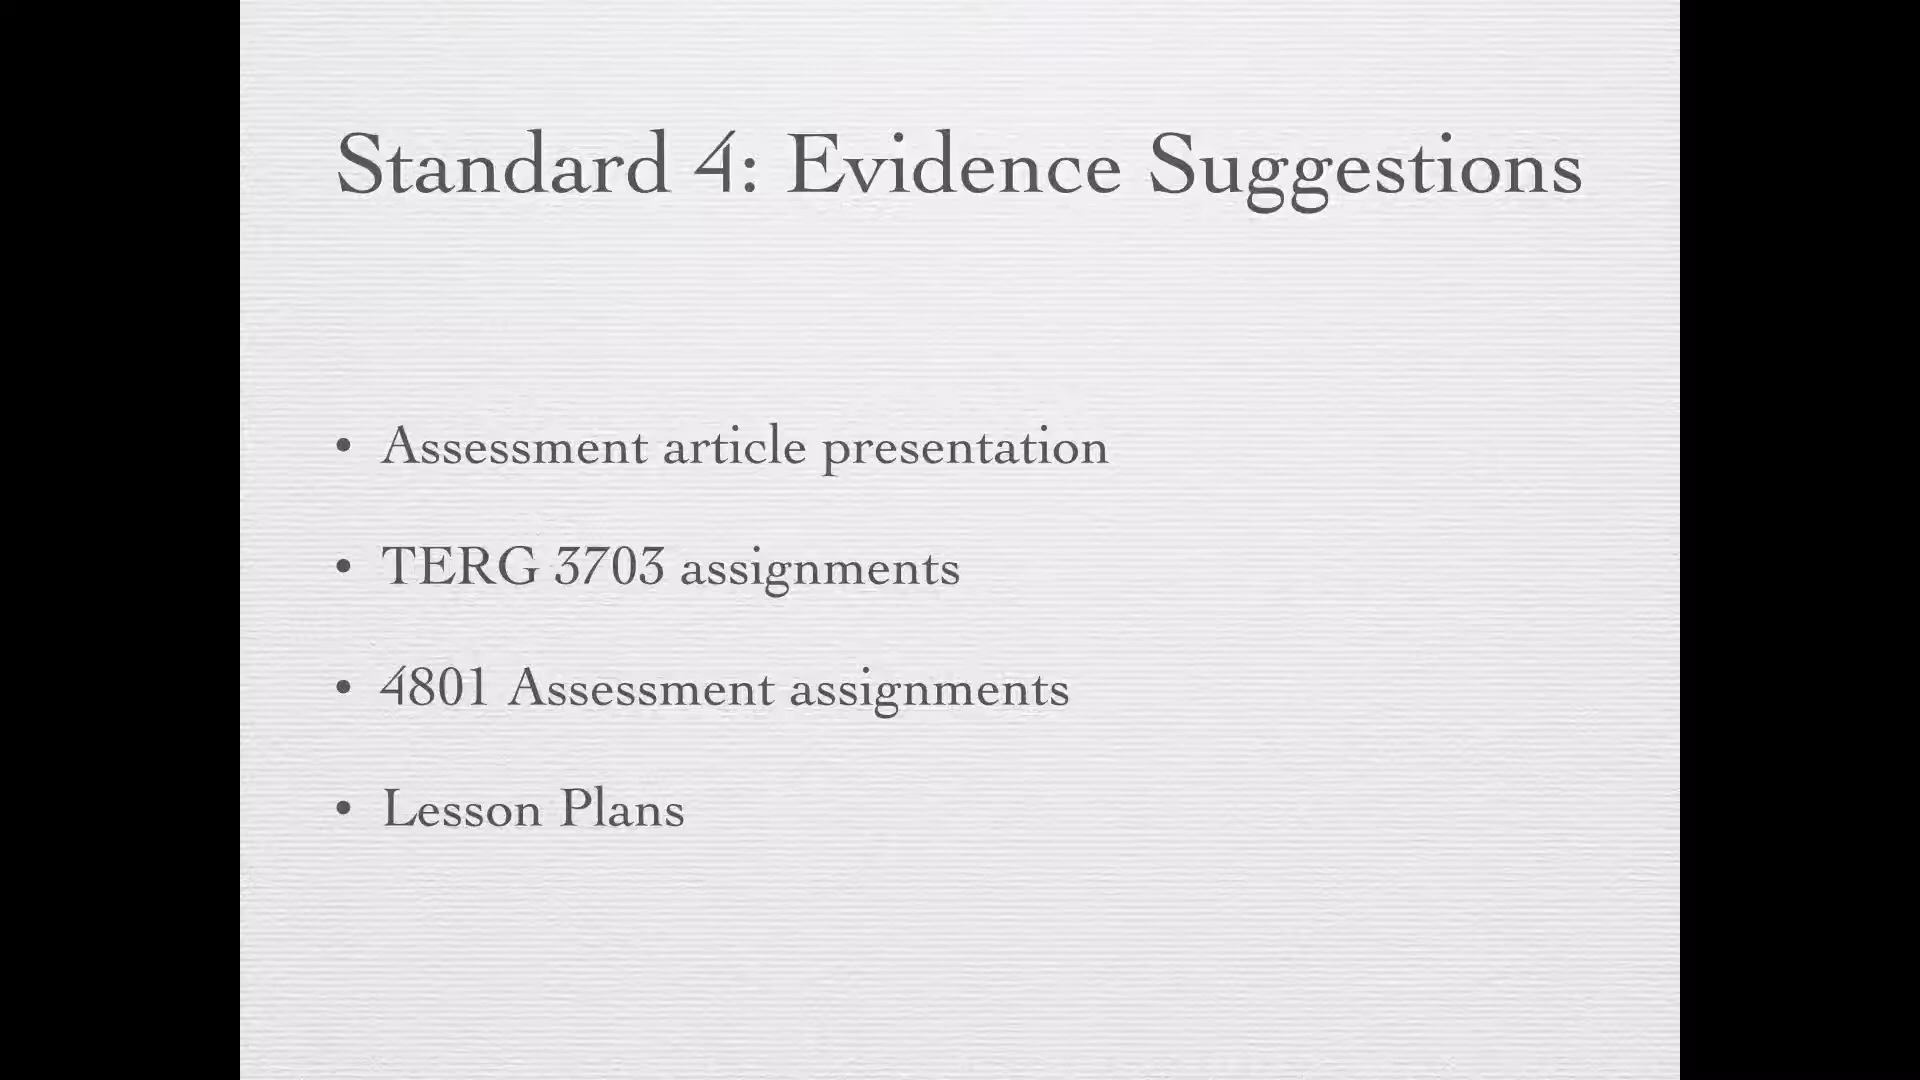 Standard 4: Evidence Suggestions
• Assessment article presentation
• TERG 3703 assignments
• 4801 Assessment assignments
• Lesson Plans